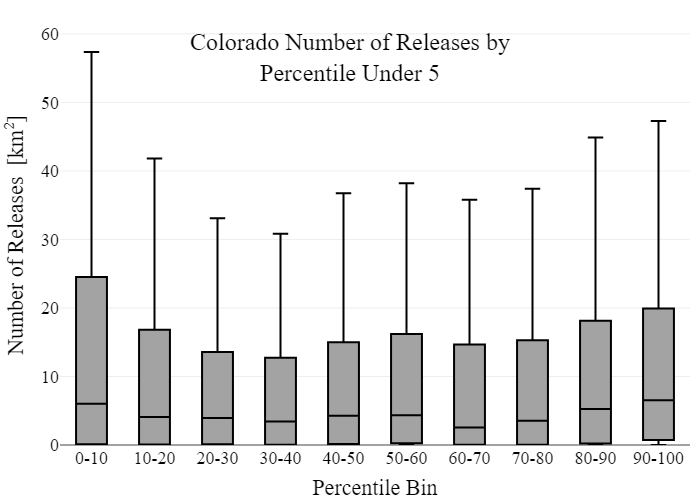 Colorado Number of Releases by
Percentile Under 5
Number of Releases [km²]
60
50
40
30
20
10
0
0-10 10-20 20-30 30-40 40-50 50-60 60-70 70-80 80-90 90-100
Percentile Bin